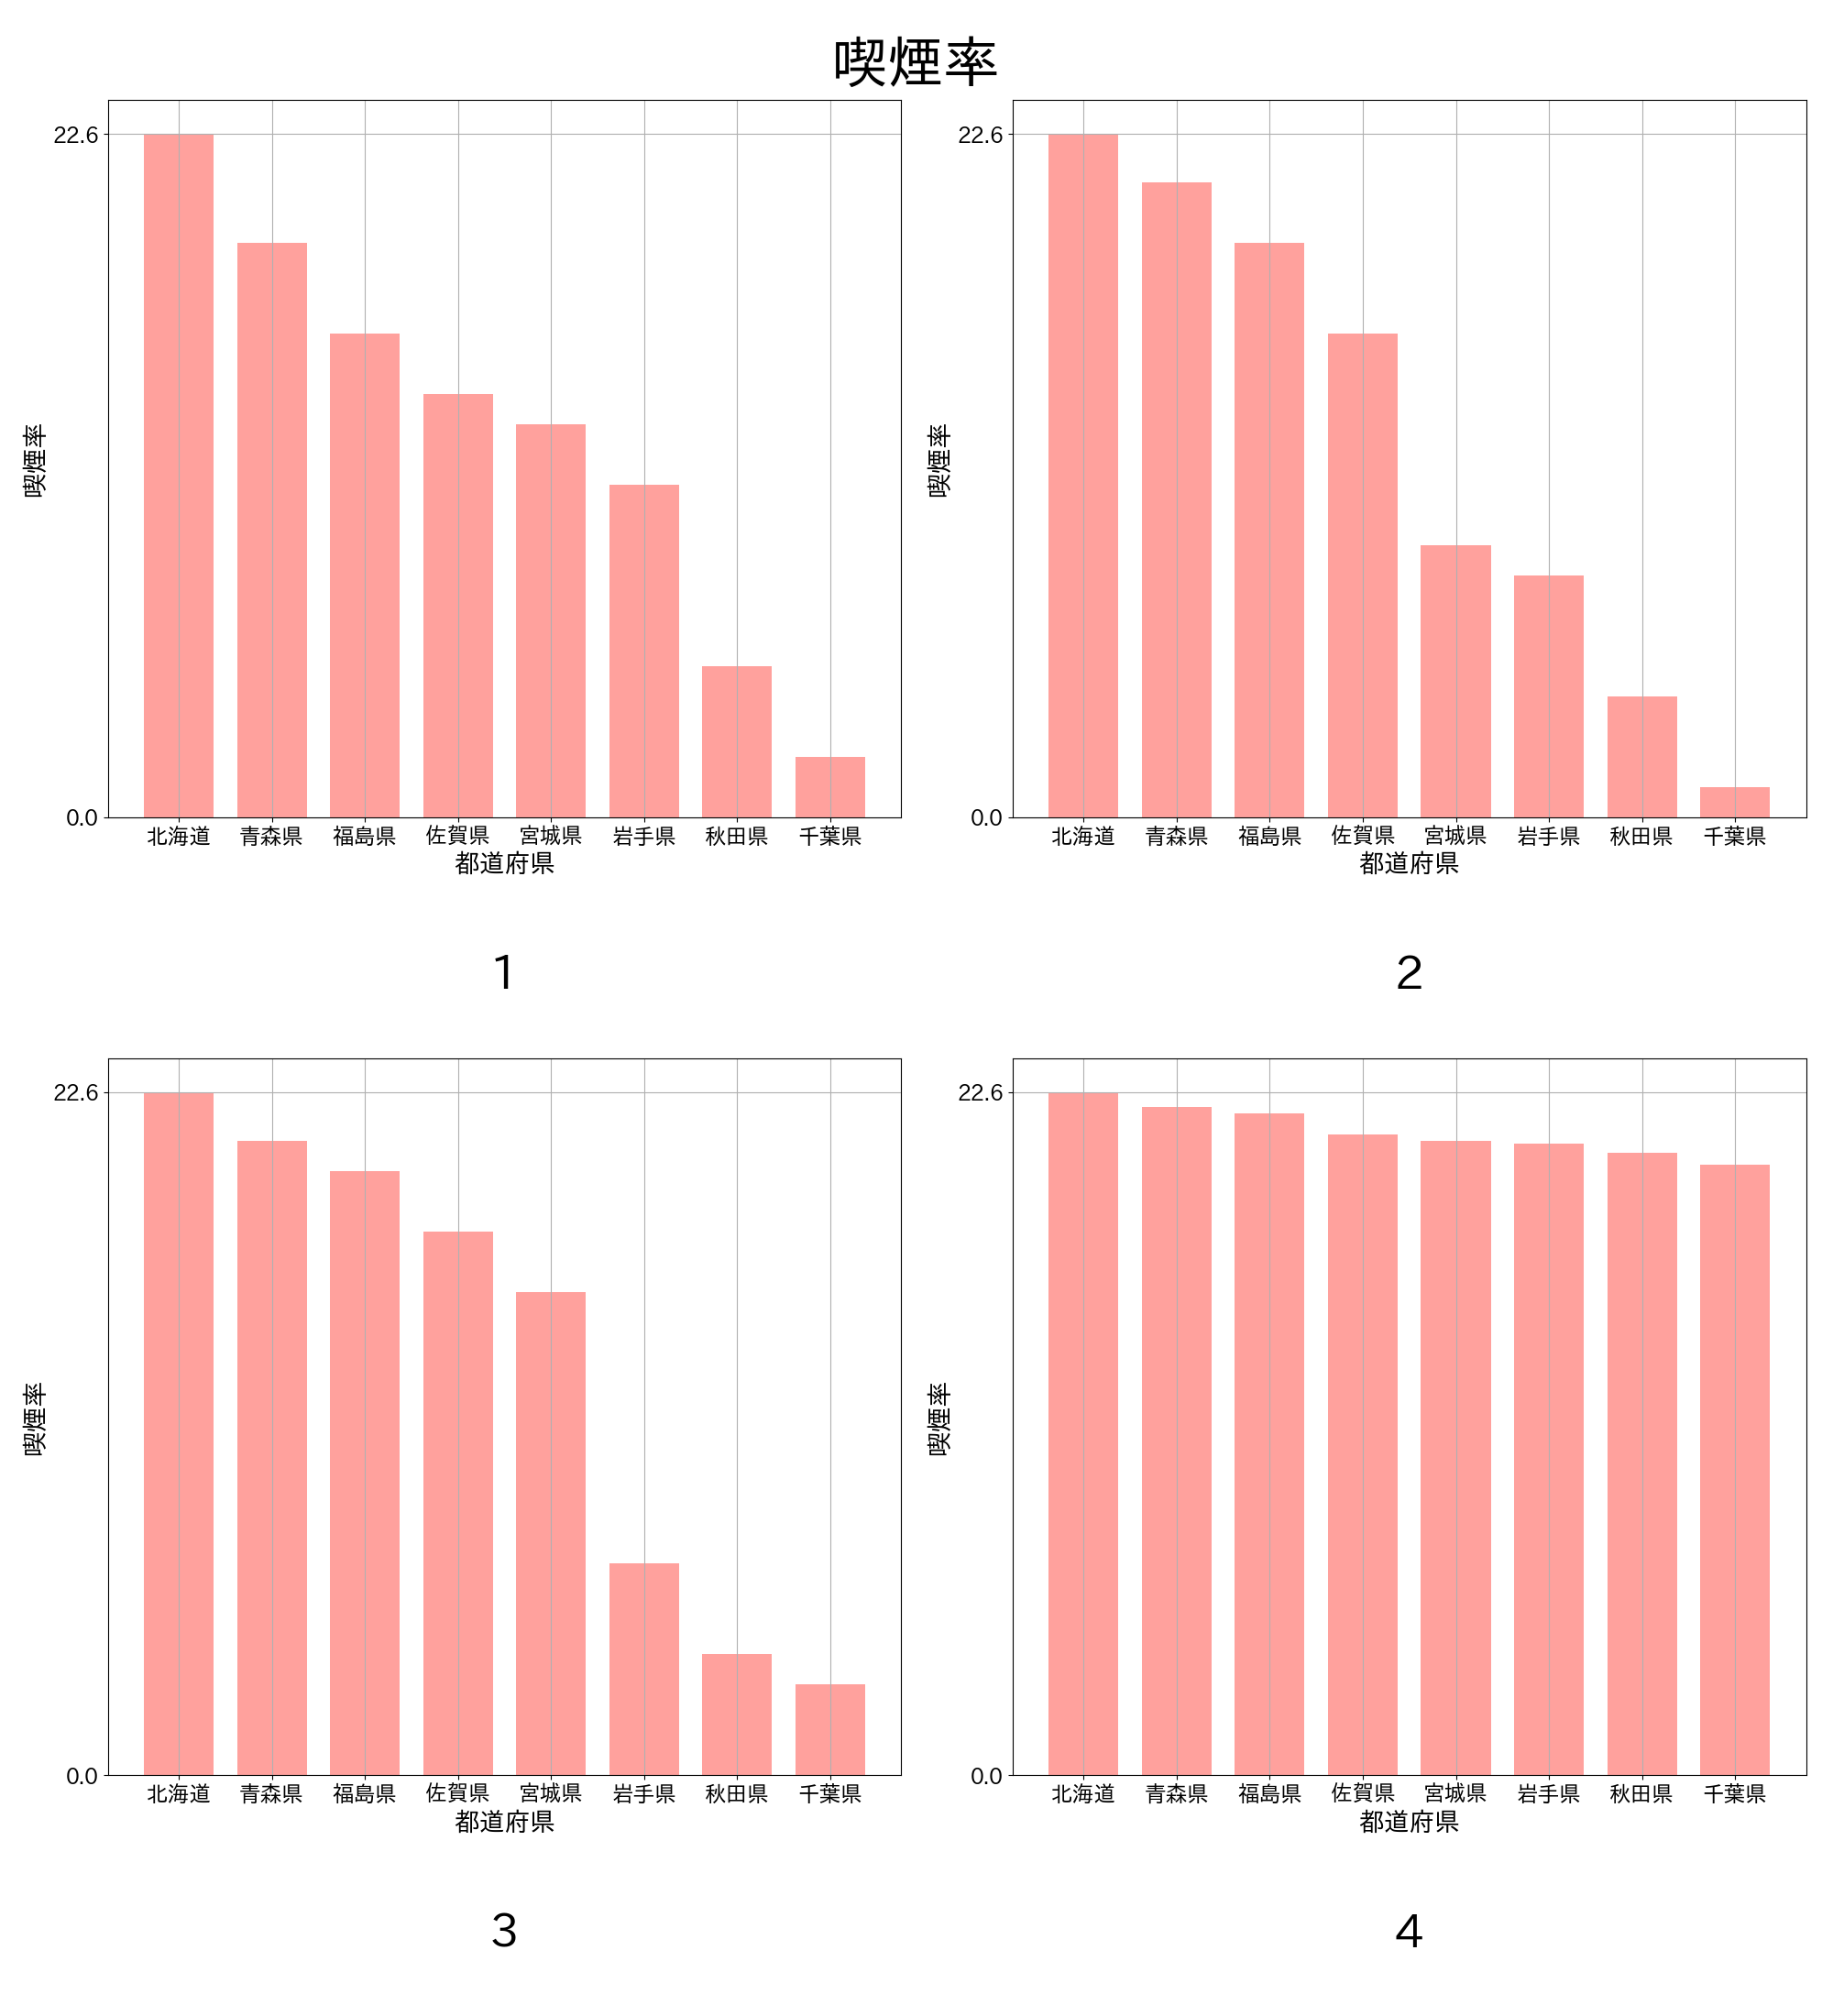 喫煙率
22.6
0.0
喫煙率
北海道 青森県 福島県 佐賀県 宮城県 岩手県 秋田県 千葉県
都道府県
1
22.6
0.0
喫煙率
北海道 青森県 福島県 佐賀県 宮城県 岩手県 秋田県 千葉県
都道府県
2
22.6
0.0
喫煙率
北海道 青森県 福島県 佐賀県 宮城県 岩手県 秋田県 千葉県
都道府県
3
22.6
0.0
喫煙率
北海道 青森県 福島県 佐賀県 宮城県 岩手県 秋田県 千葉県
都道府県
4